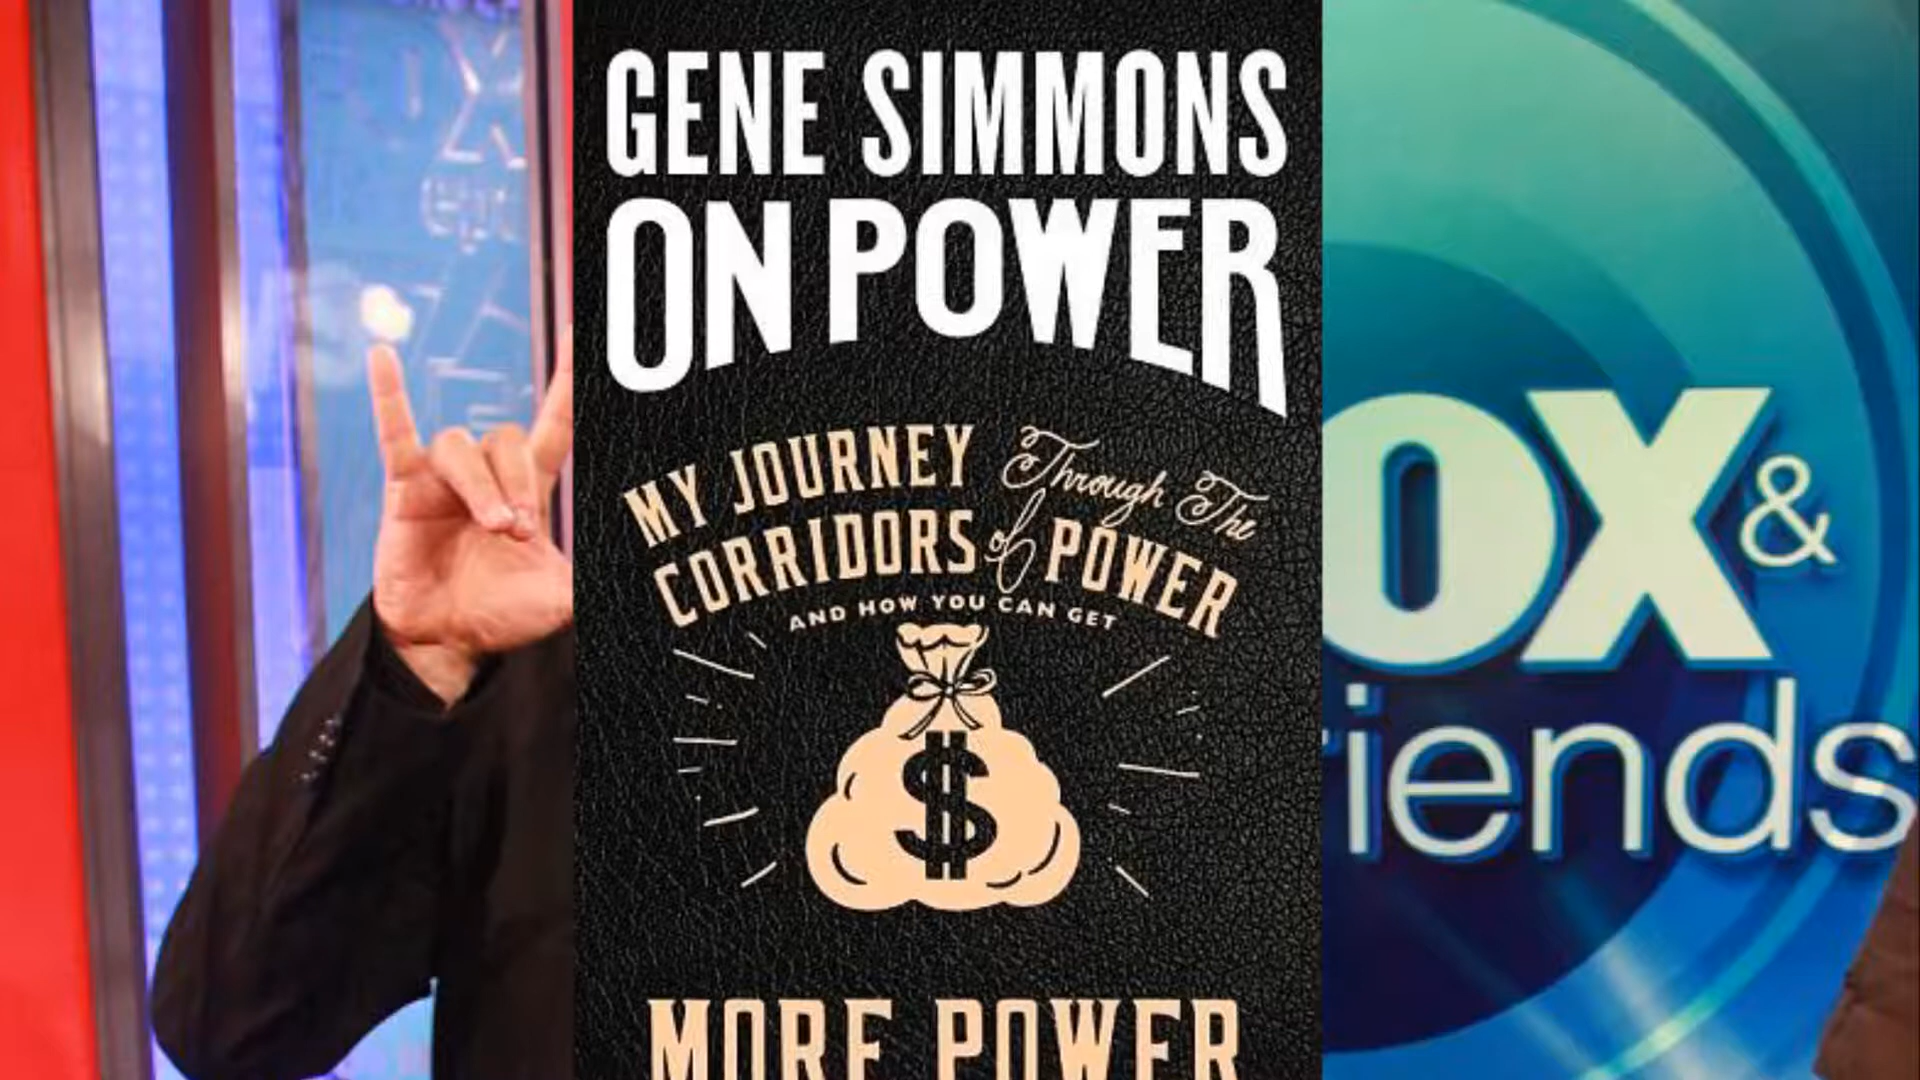 GENE SIMMONS
ON POWER
MY JOURNEY Through The
CORRIDORS of POWER
AND HOW YOU CAN GET
$
MORE POWER
OX&
riends